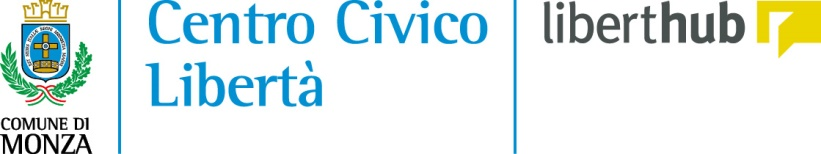 COMUNE DI
MONZA
Centro Civico
Libertà
liberthub